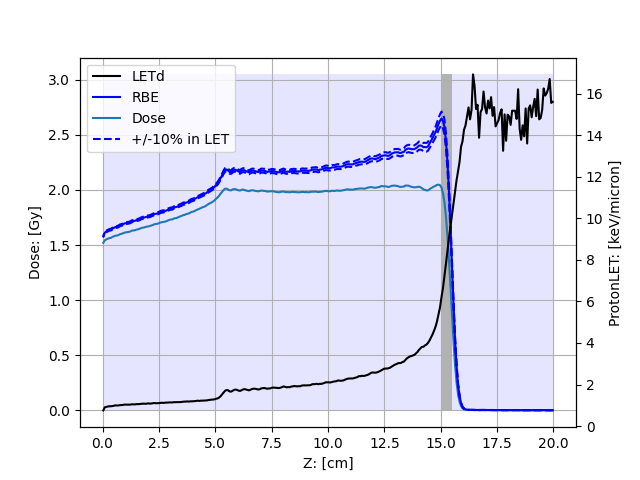 LETd
RBE
Dose
+/-10% in LET
3.0
2.5
2.0
1.5
1.0
0.5
0.0
Dose: [Gy]
16
14
12
10
8
6
4
2
0
ProtonLET: [keV/micron]
0.0 2.5 5.0 7.5 10.0 12.5 15.0 17.5 20.0
Z: [cm]